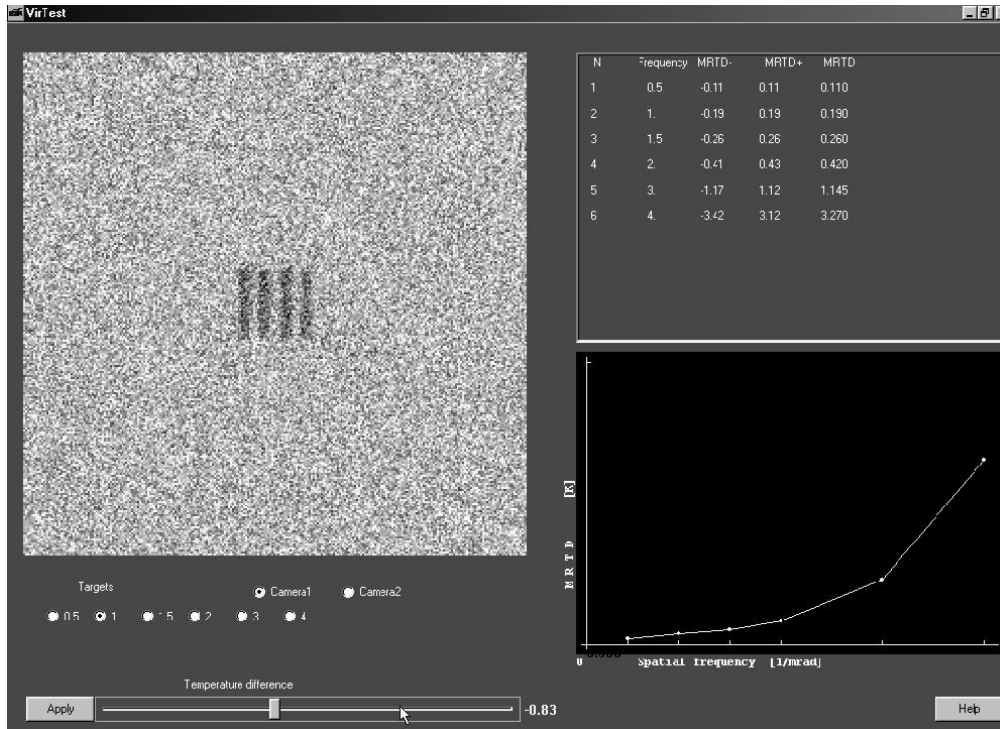 VirTest
N Frequency MRTD- MRTD+ MRTD
1 0.5 -0.11 0.11 0.110
2 1. -0.19 0.19 0.190
3 1.5 -0.26 0.26 0.260
4 2. -0.41 0.43 0.420
5 3. -1.17 1.12 1.145
6 4. -3.42 3.12 3.270
MRTD [K]
0 Spatial frequency [1/mrad]
Targets
Camera1 Camera2
0.5 1 1.5 2 3 4
Temperature difference
Apply -0.83 Help